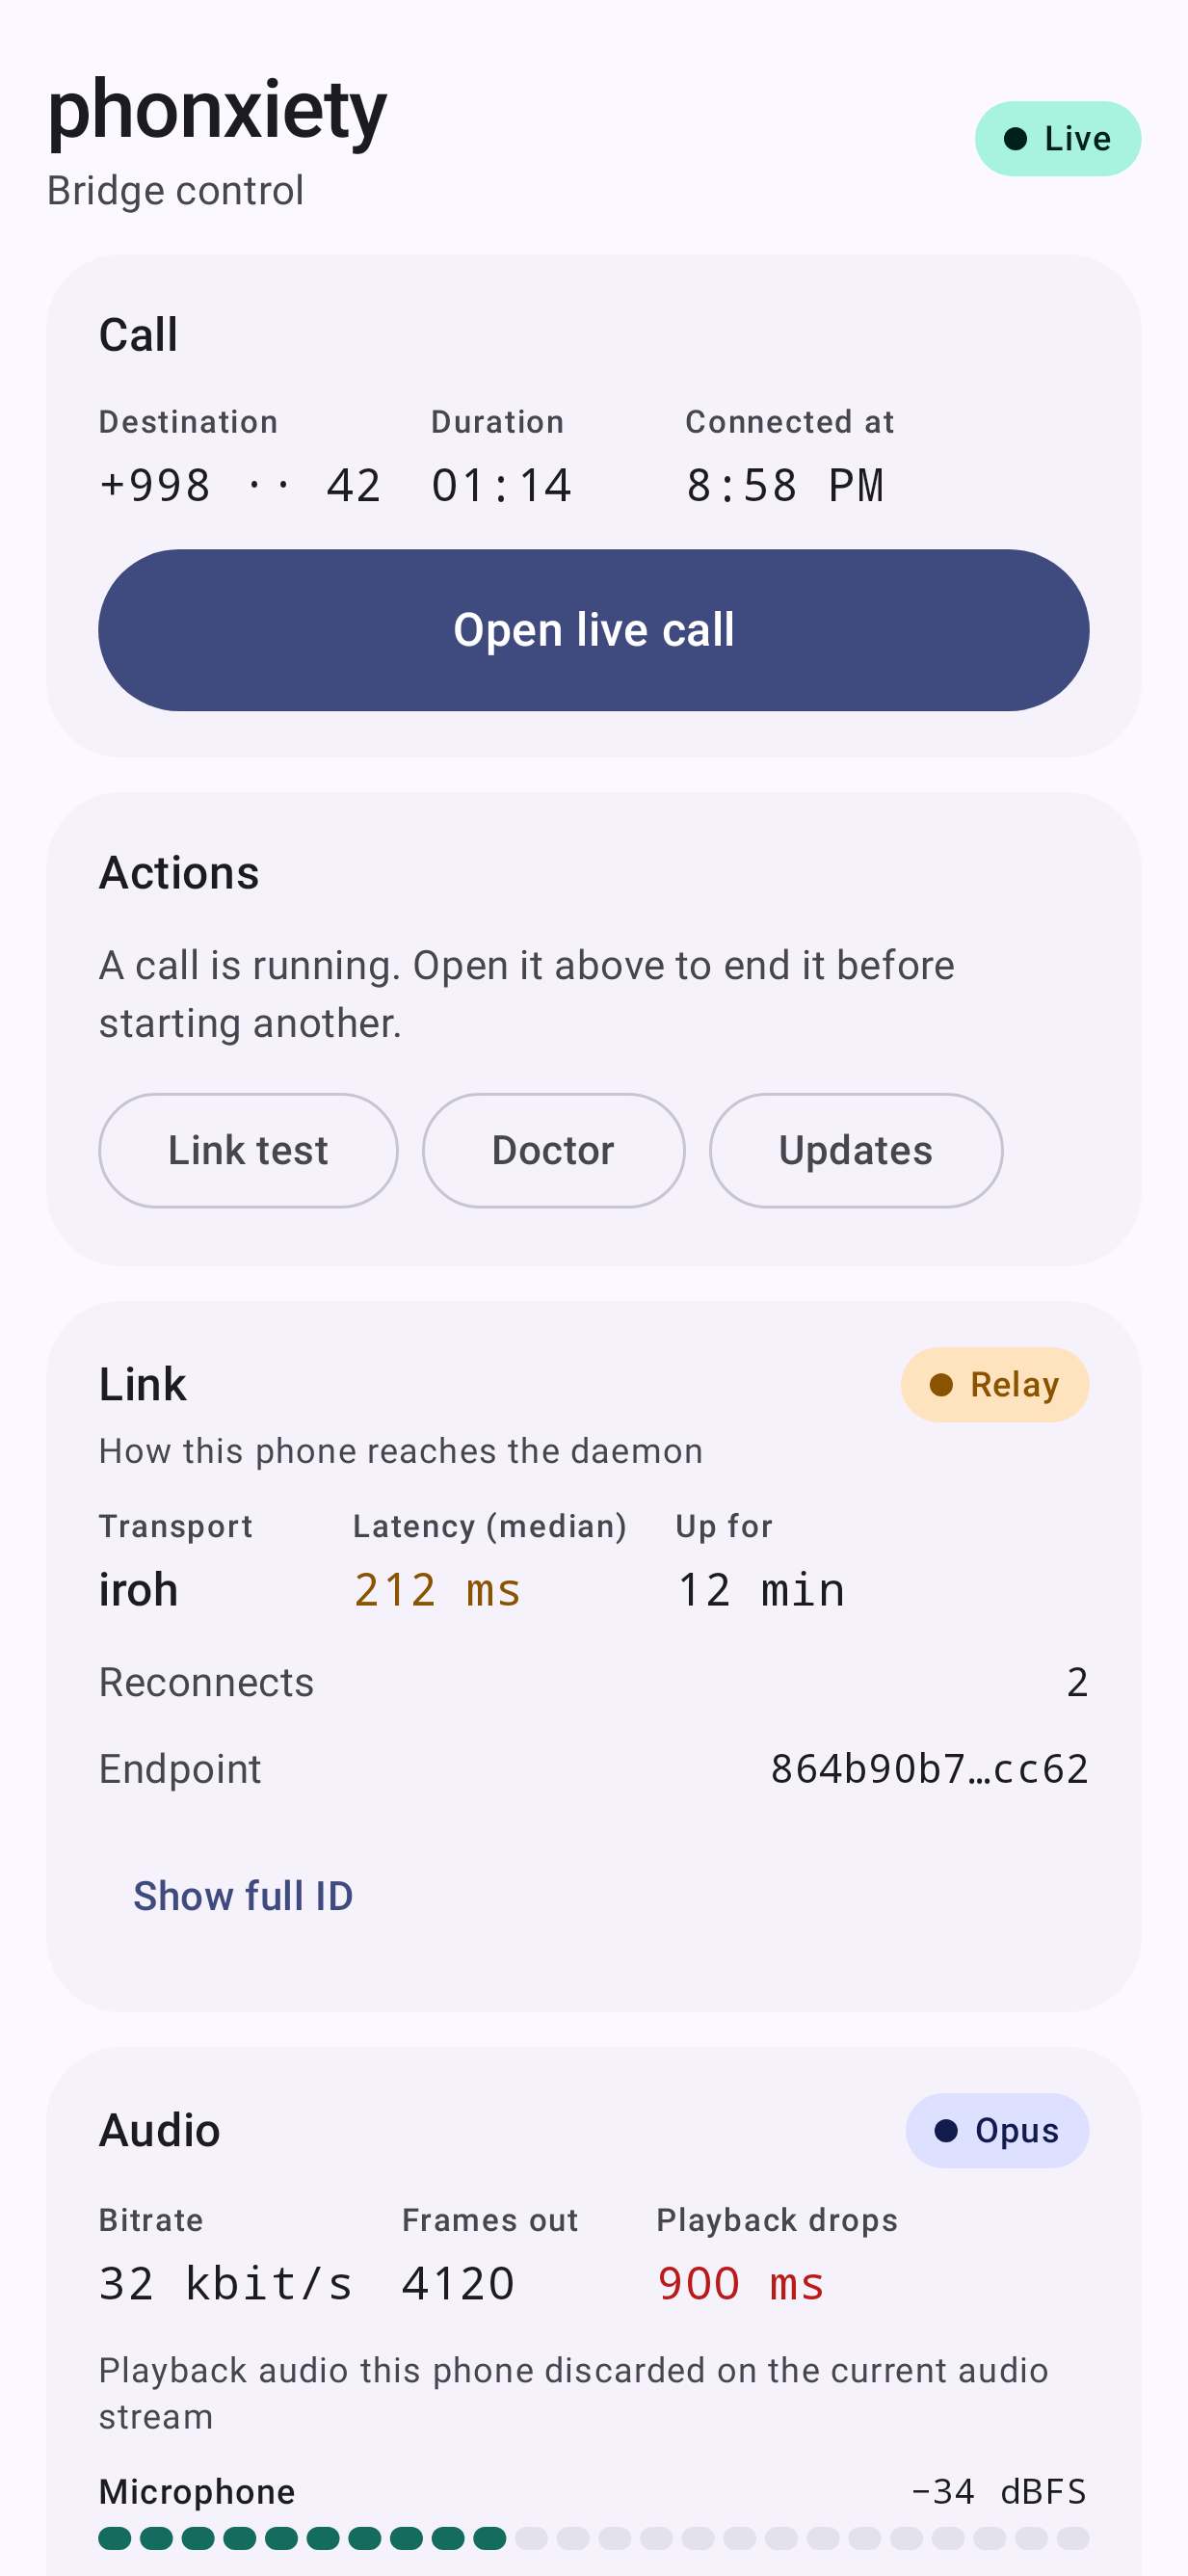 phonxiety
Live
Bridge control
Call
Destination Duration Connected at
+998 ·· 42 01:14 8:58 PM
Open live call
Actions
A call is running. Open it above to end it before
starting another.
Link test Doctor Updates
Link
Relay
How this phone reaches the daemon
Transport Latency (median) Up for
iroh 212 ms 12 min
Reconnects 2
Endpoint 864b90b7…cc62
Show full ID
Audio
Opus
Bitrate Frames out Playback drops
32 kbit/s 4120 900 ms
Playback audio this phone discarded on the current audio
stream
Microphone −34 dBFS